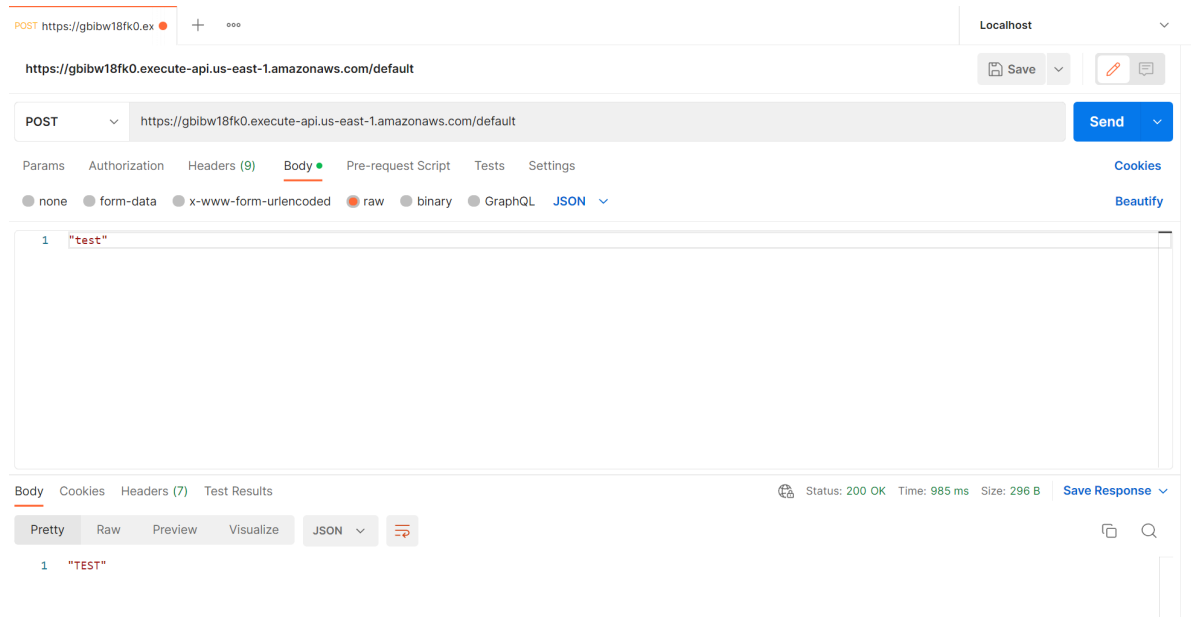 POST https://gbibw18fk0.ex
Localhost
https://gbibw18fk0.execute-api.us-east-1.amazonaws.com/default
Save
POST https://gbibw18fk0.execute-api.us-east-1.amazonaws.com/default Send
Params Authorization Headers (9) Body Pre-request Script Tests Settings Cookies
none form-data x-www-form-urlencoded raw binary GraphQL JSON Beautify
1 "test"
Body Cookies Headers (7) Test Results Status: 200 OK Time: 985 ms Size: 296 B Save Response
Pretty Raw Preview Visualize JSON
1 "TEST"